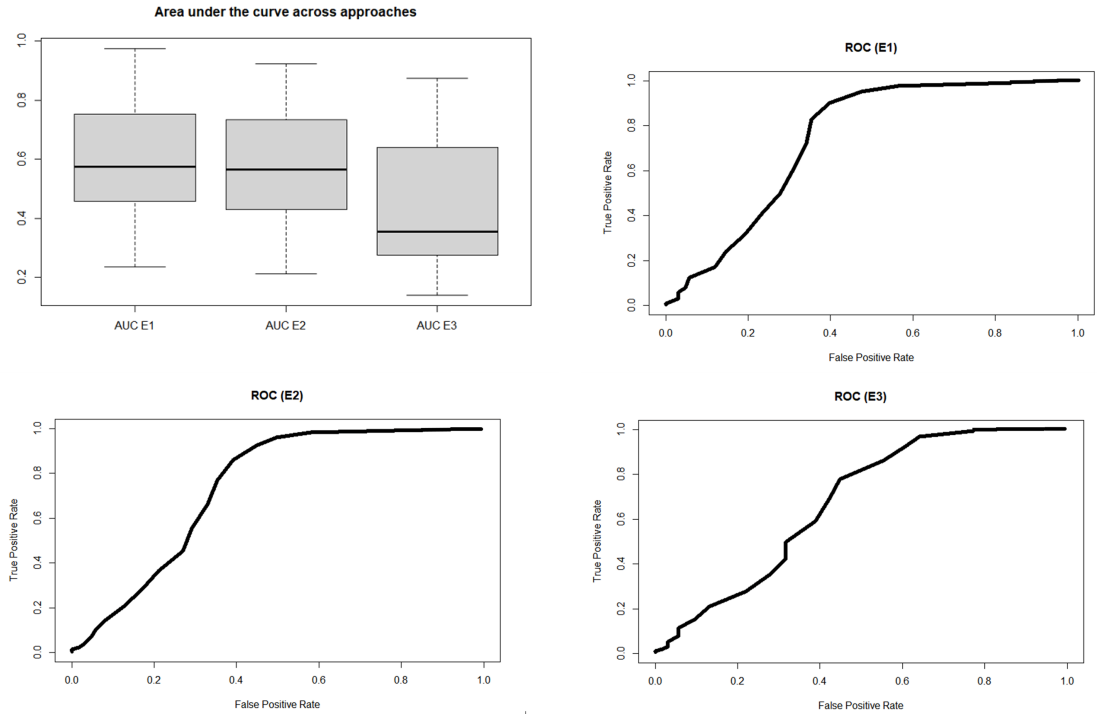 Area under the curve across approaches
1.0
0.8
0.6
0.4
0.2
AUC E1 AUC E2 AUC E3
ROC (E1)
True Positive Rate
1.0
0.8
0.6
0.4
0.2
0.0
0.0 0.2 0.4 0.6 0.8 1.0
False Positive Rate
ROC (E2)
True Positive Rate
1.0
0.8
0.6
0.4
0.2
0.0
0.0 0.2 0.4 0.6 0.8 1.0
False Positive Rate
ROC (E3)
True Positive Rate
1.0
0.8
0.6
0.4
0.2
0.0
0.0 0.2 0.4 0.6 0.8 1.0
False Positive Rate